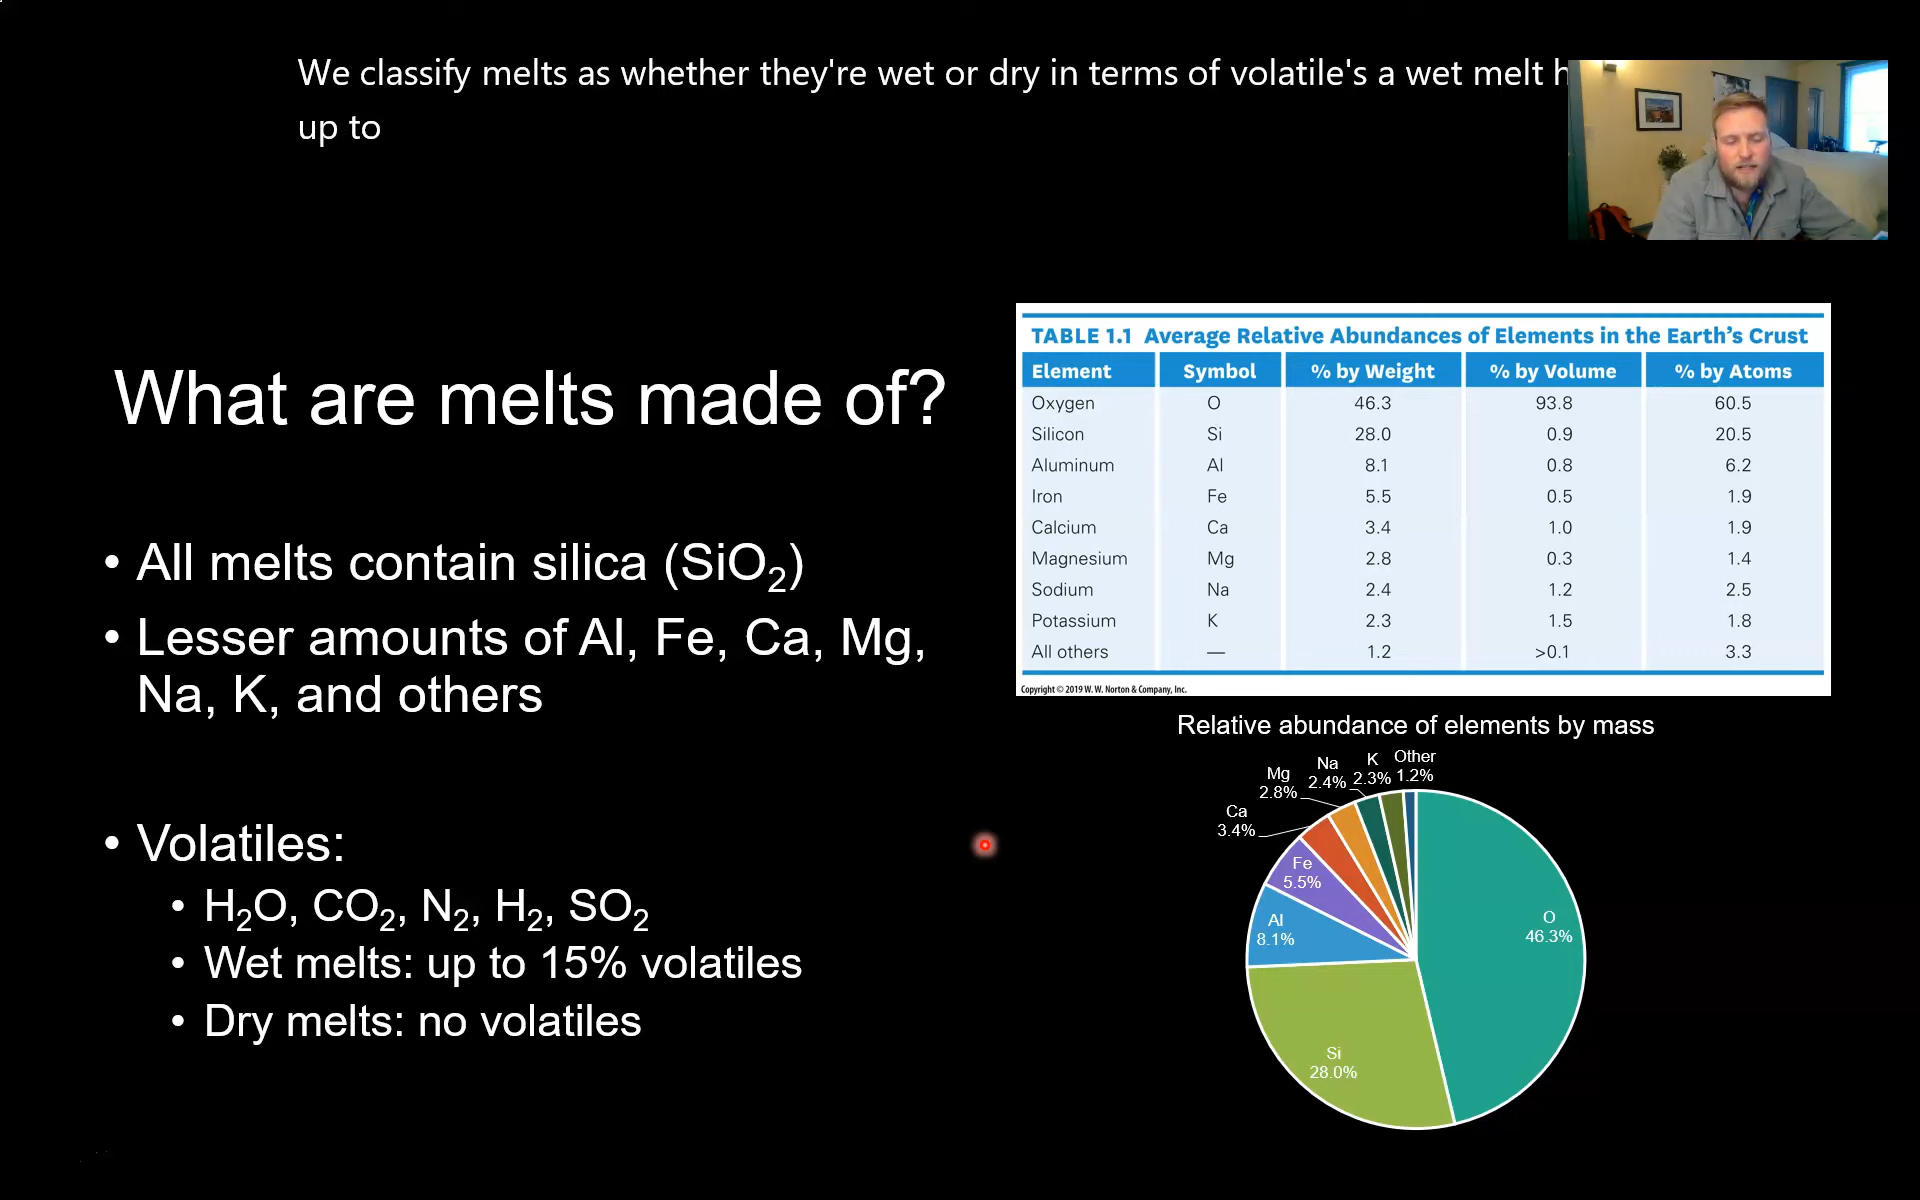 We classify melts as whether they're wet or dry in terms of volatile's a wet melt
up to
What are melts made of?
• All melts contain silica (SiO₂)
• Lesser amounts of Al, Fe, Ca, Mg,
Na, K, and others
• Volatiles:
• H₂O, CO₂, N₂, H₂, SO₂
• Wet melts: up to 15% volatiles
• Dry melts: no volatiles
TABLE 1.1 Average Relative Abundances of Elements in the Earth's Crust
Element Symbol % by Weight % by Volume % by Atoms
Oxygen O 46.3 93.8 60.5
Silicon Si 28.0 0.9 20.5
Aluminum Al 8.1 0.8 6.2
Iron Fe 5.5 0.5 1.9
Calcium Ca 3.4 1.0 1.9
Magnesium Mg 2.8 0.3 1.4
Sodium Na 2.4 1.2 2.5
Potassium K 2.3 1.5 1.8
All others — 1.2 >0.1 3.3
Copyright © 2019 W. W. Norton & Company, Inc.
Relative abundance of elements by mass
Other
1.2%
K
2.3%
Na
2.4%
Mg
2.8%
Ca
3.4%
Fe
5.5%
Al
8.1%
Si
28.0%
O
46.3%